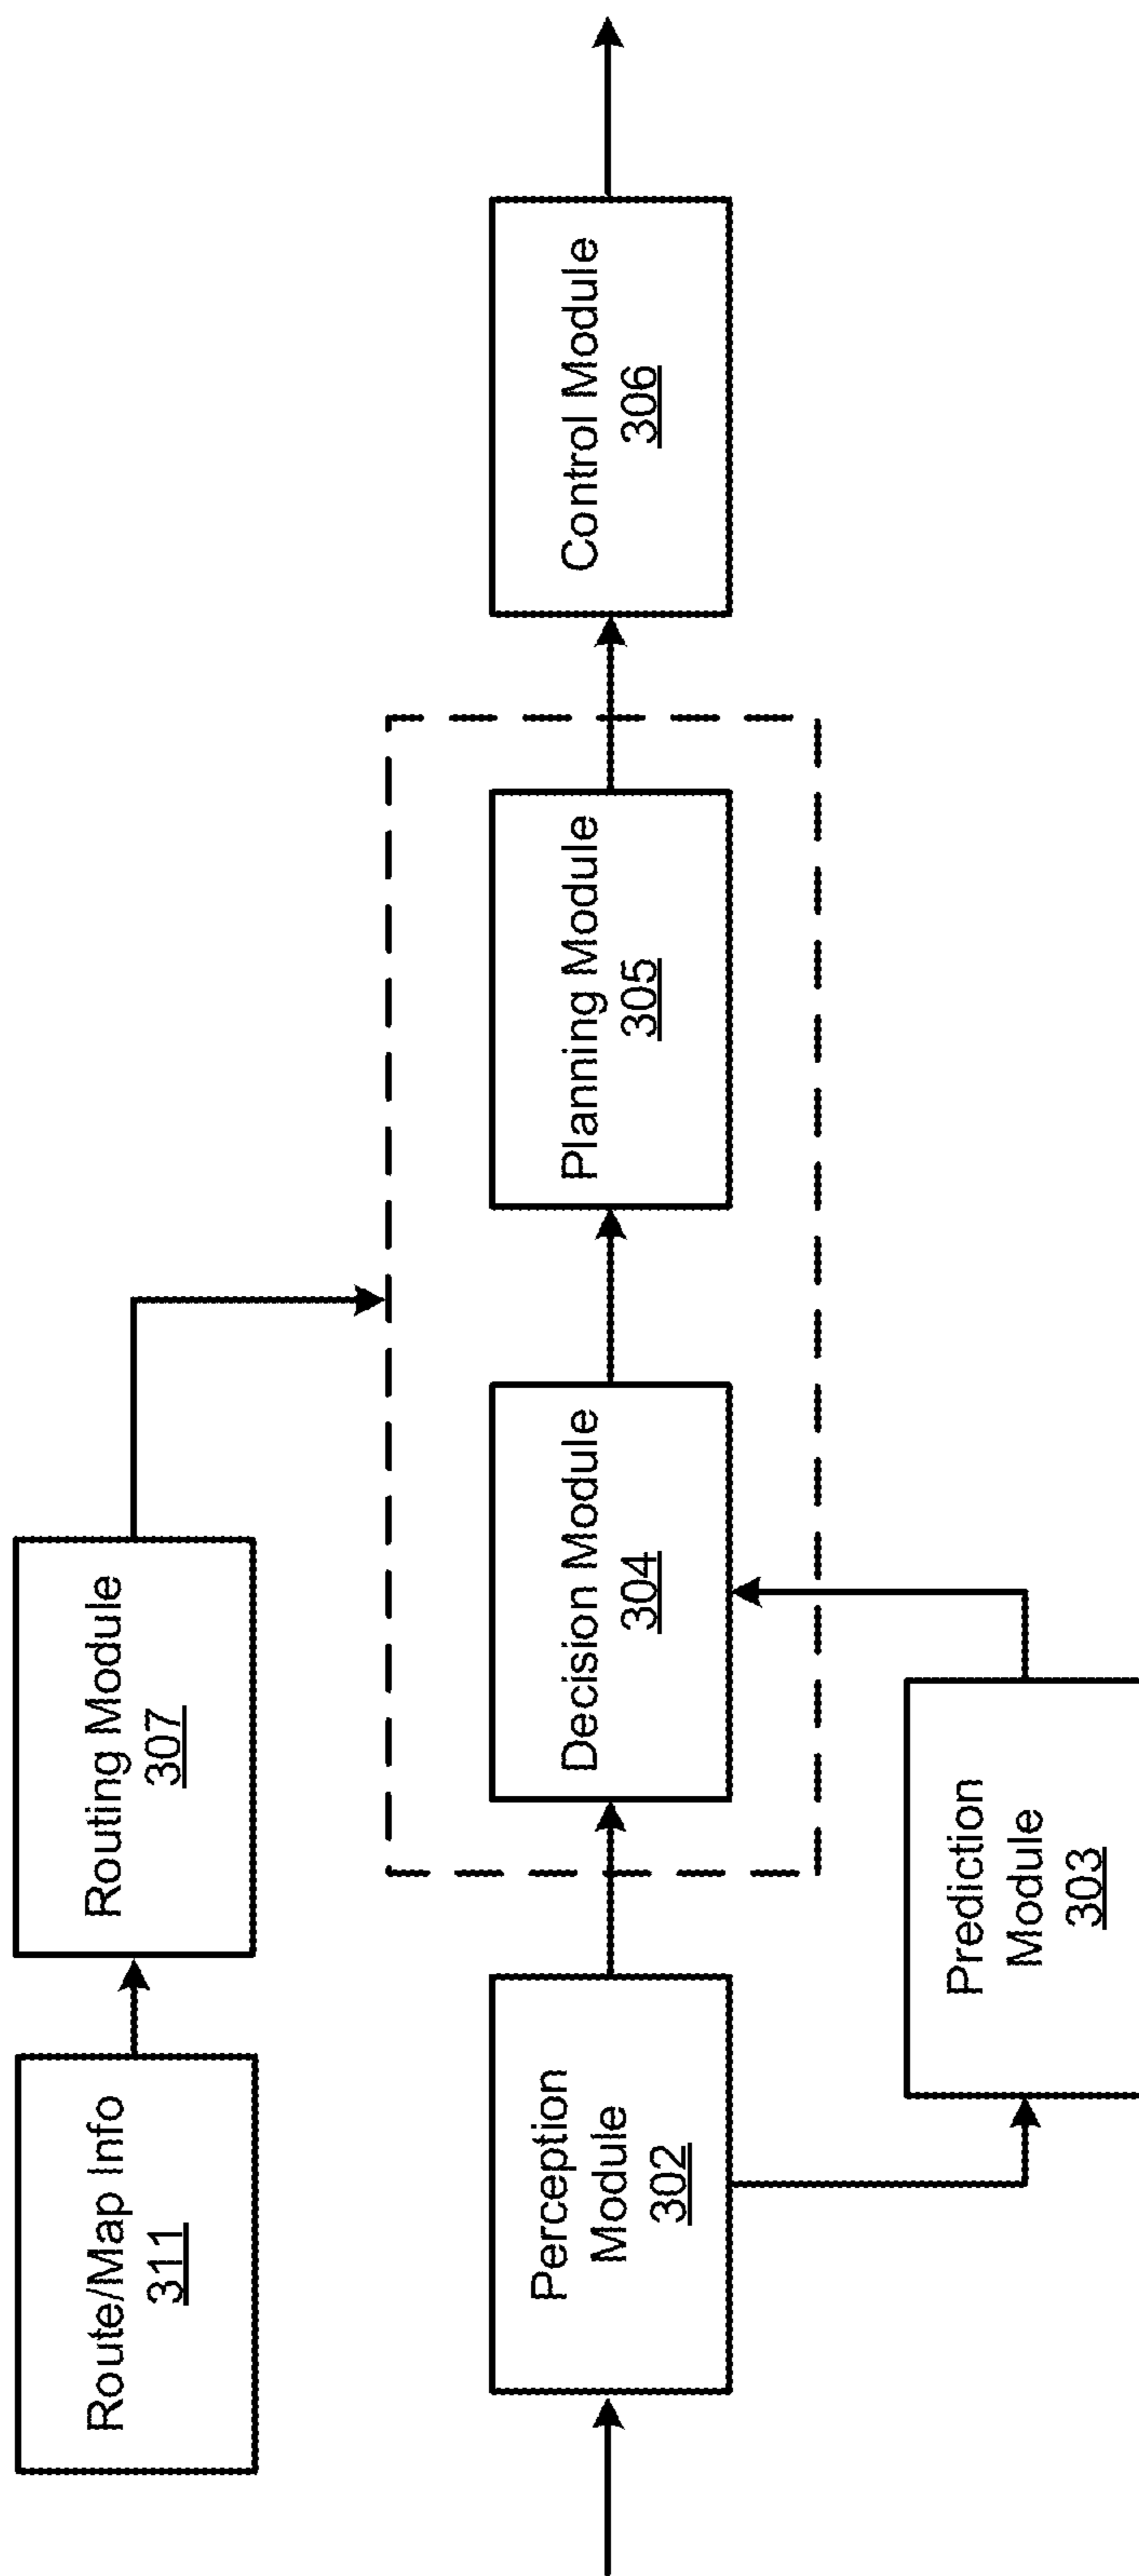 Route/Map Info
311
Routing Module
307
Perception
Module
302
Decision Module
304
Planning Module
305
Control Module
306
Prediction
Module
303